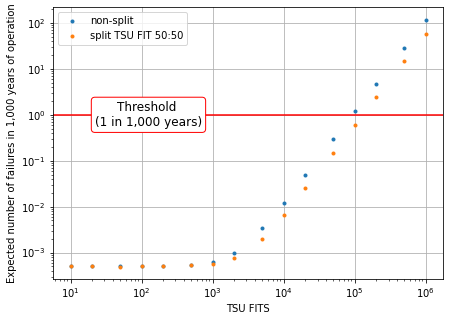 non-split
split TSU FIT 50:50
Expected number of failures in 1,000 years of operation
10²
10¹
10⁰
10⁻¹
10⁻²
10⁻³
Threshold
(1 in 1,000 years)
10¹ 10² 10³ 10⁴ 10⁵ 10⁶
TSU FITS